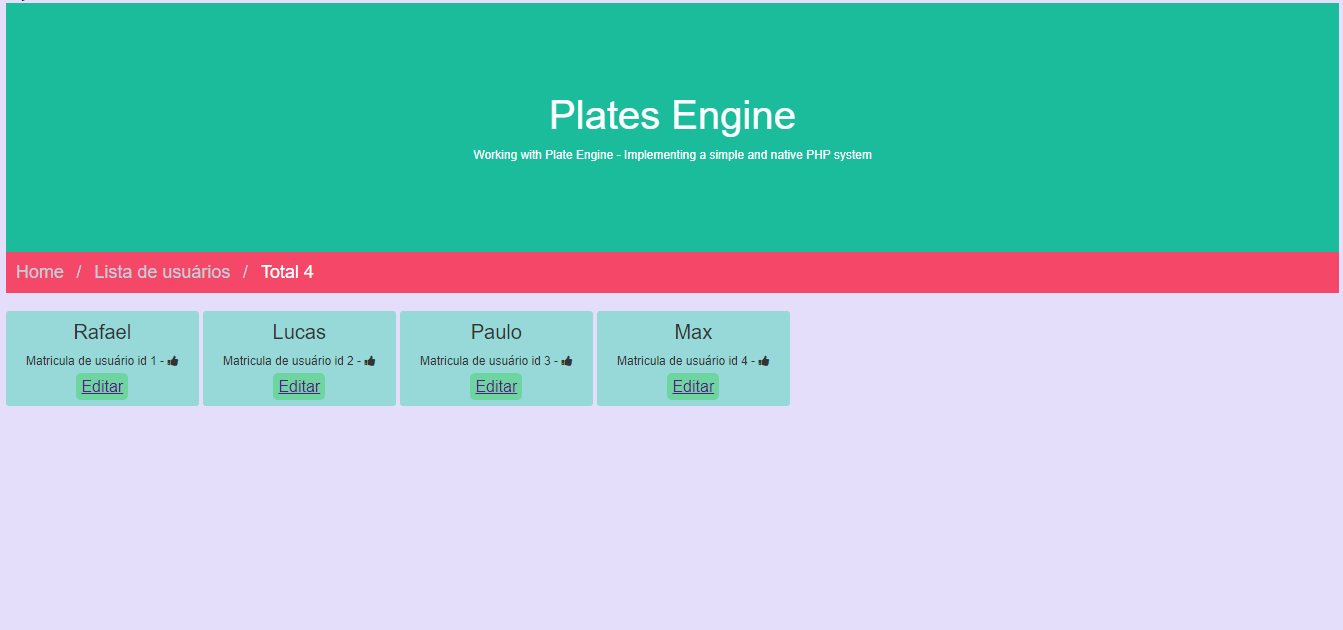 Plates Engine
Working with Plate Engine - Implementing a simple and native PHP system
Home / Lista de usuários / Total 4
Rafael Lucas Paulo Max
Matricula de usuário id 1 - Matricula de usuário id 2 - Matricula de usuário id 3 - Matricula de usuário id 4 -
Editar Editar Editar Editar